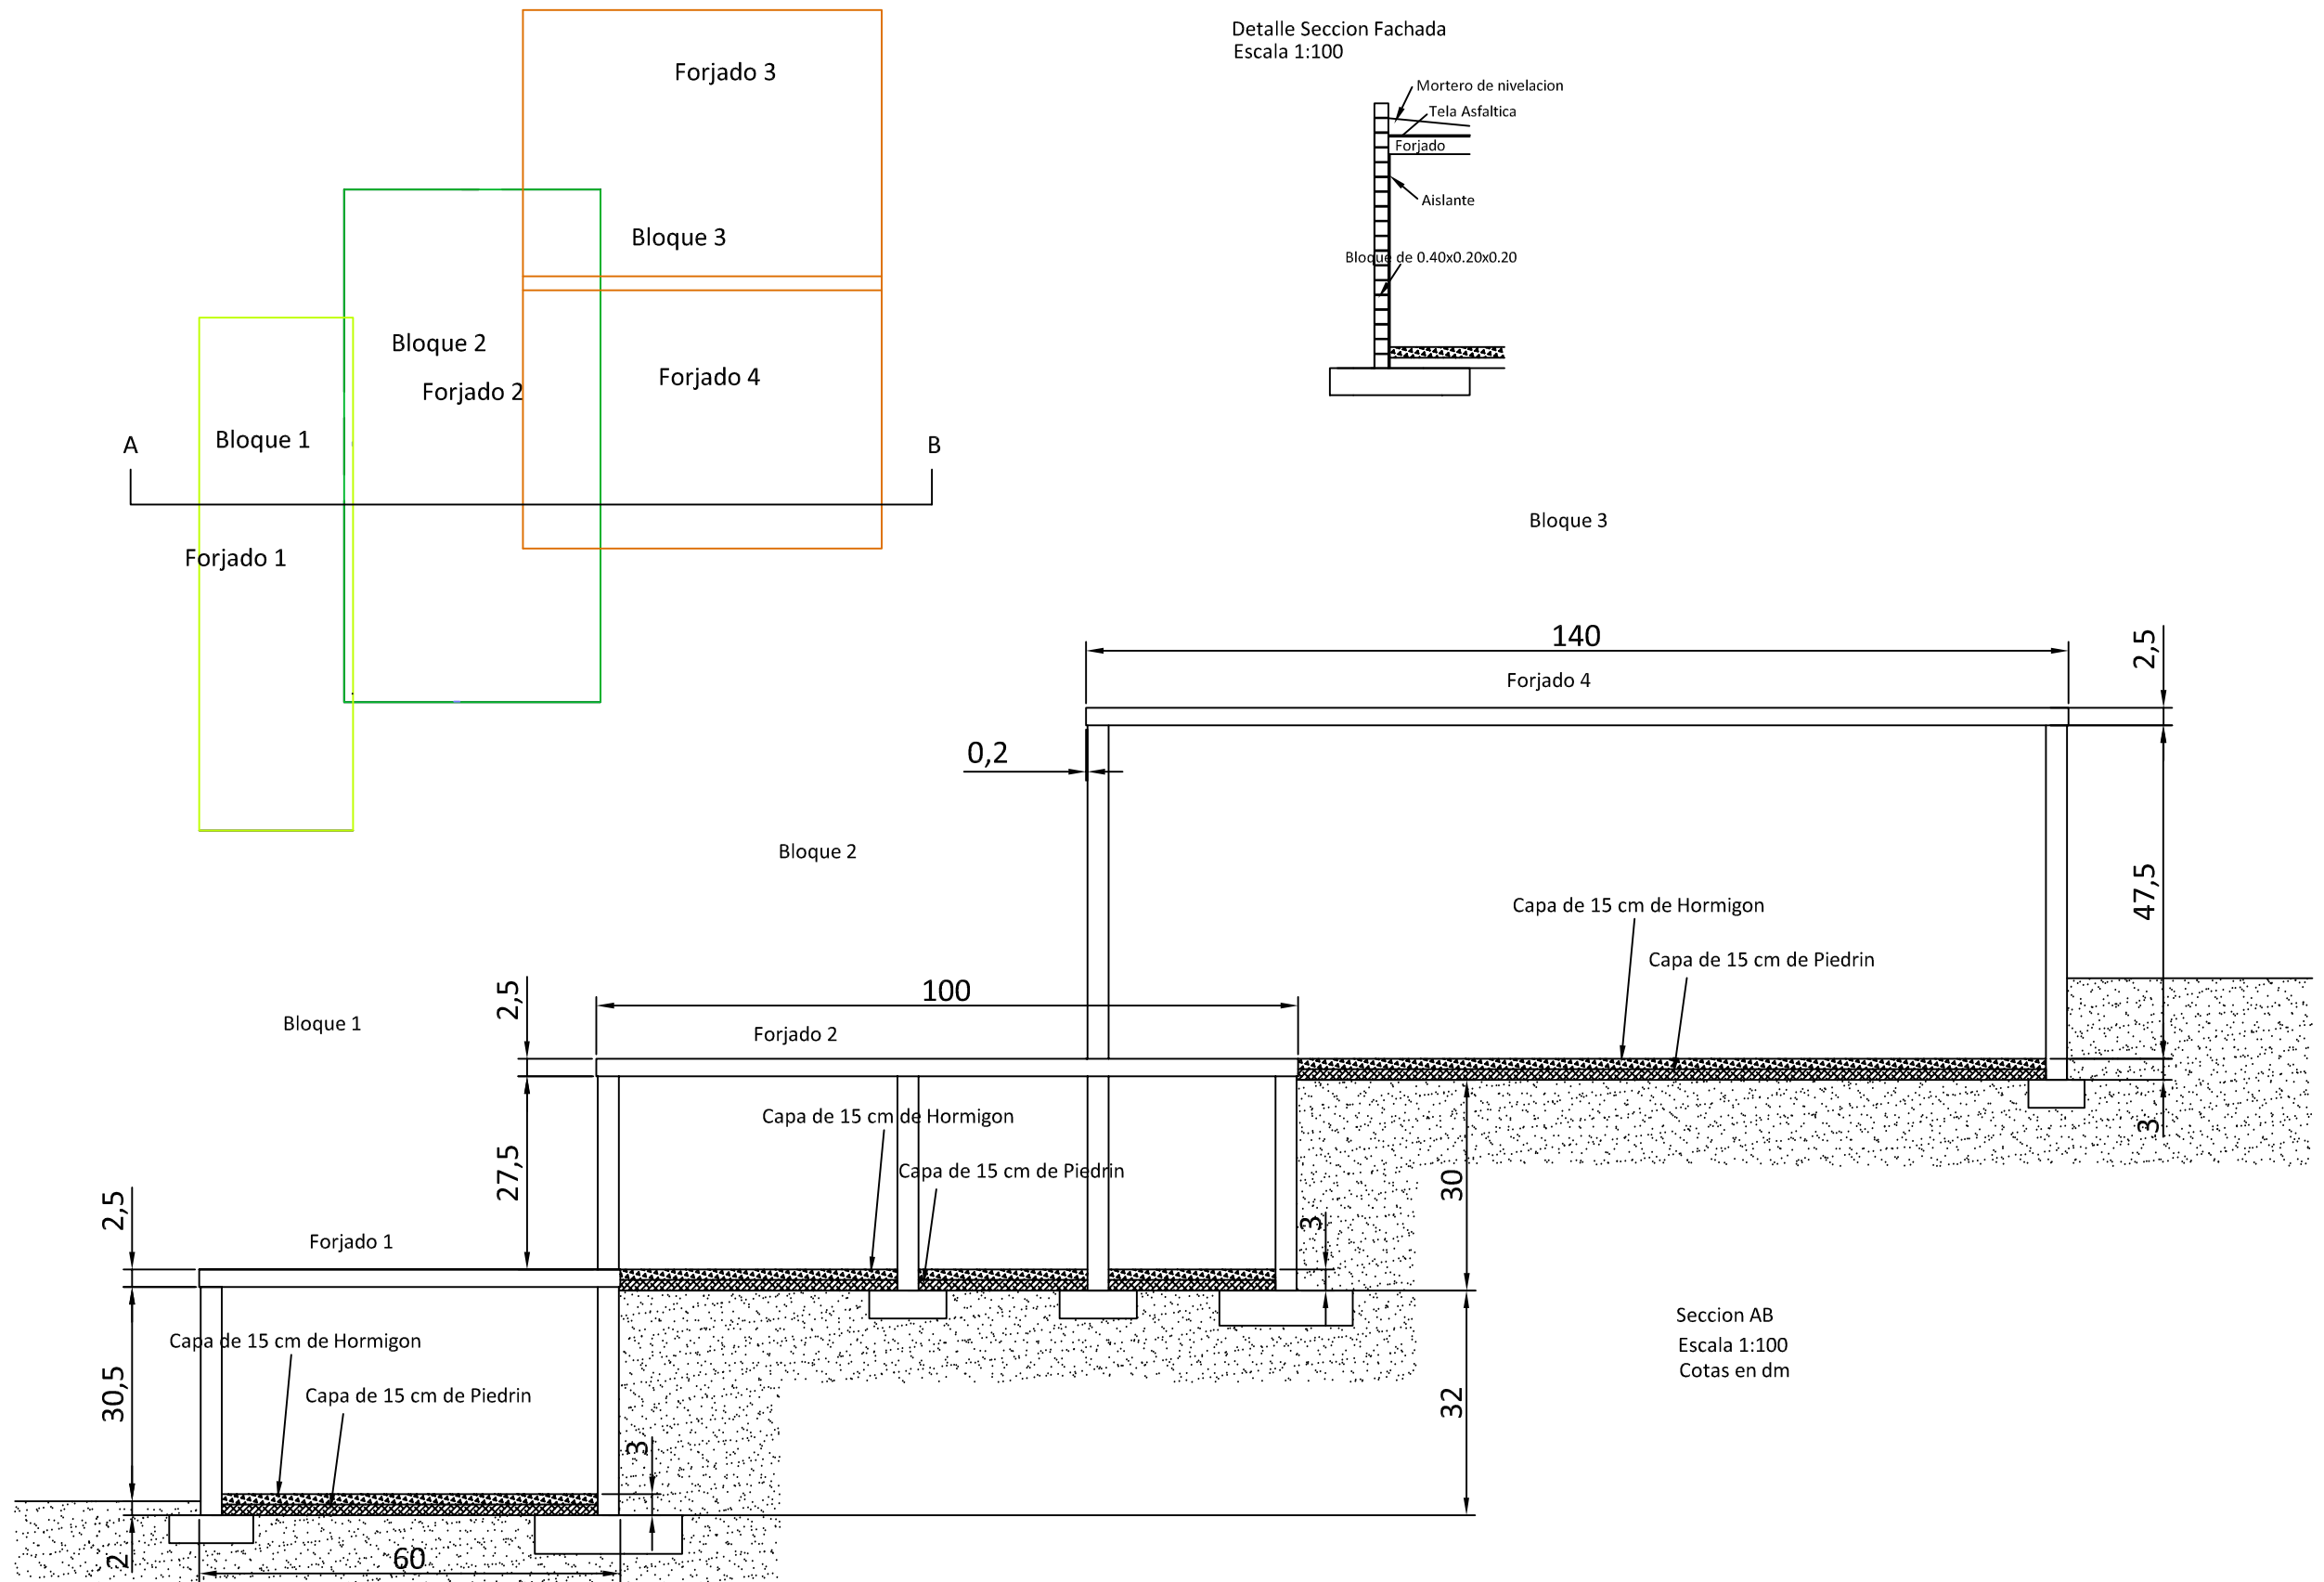 Detalle Seccion Fachada
Escala 1:100
Forjado 3
Mortero de nivelacion
Tela Asfaltica
Forjado
Aislante
Bloque 3
Bloque de 0.40x0.20x0.20
Bloque 2
Forjado 4
Forjado 2
Bloque 1
A
B
Forjado 1
Bloque 3
140
2,5
Forjado 4
0,2
47,5
Bloque 2
Capa de 15 cm de Hormigon
Capa de 15 cm de Piedrin
100
2,5
Bloque 1
Forjado 2
Capa de 15 cm de Hormigon
3
Capa de 15 cm de Piedrin
27,5
30
2,5
3
Forjado 1
Seccion AB
Escala 1:100
Cotas en dm
Capa de 15 cm de Hormigon
Capa de 15 cm de Piedrin
30,5
32
3
2
60